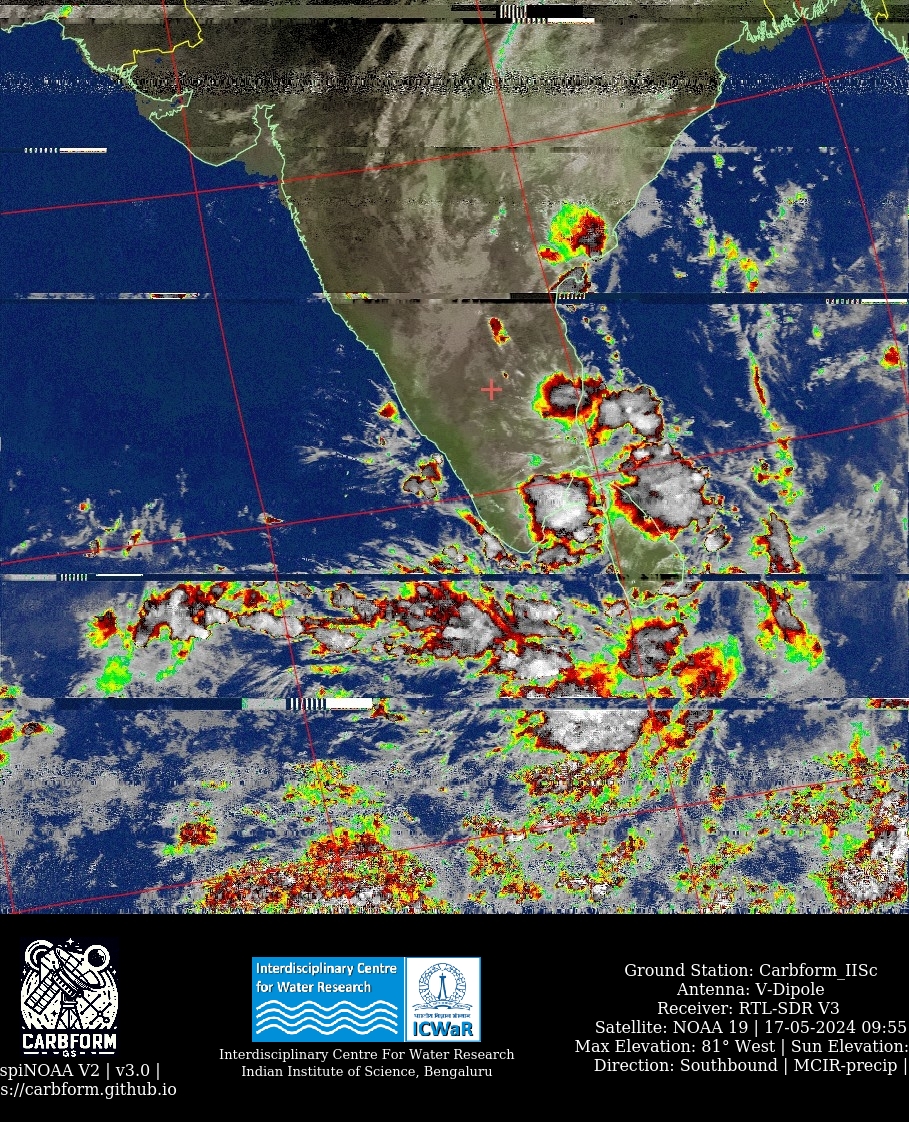 CARBFORM
GS
spiNOAA V2 | v3.0 |
s://carbform.github.io
Interdisciplinary Centre
for Water Research
ICWaR
Interdisciplinary Centre For Water Research
Indian Institute of Science, Bengaluru
Ground Station: Carbform_IISc
Antenna: V-Dipole
Receiver: RTL-SDR V3
Satellite: NOAA 19 | 17-05-2024 09:55
Max Elevation: 81° West | Sun Elevation:
Direction: Southbound | MCIR-precip |